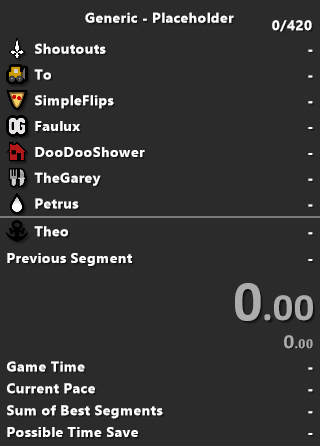 Generic - Placeholder
0/420
Shoutouts -
To -
SimpleFlips -
OG Faulux -
DooDooShower -
TheGarey -
Petrus -
Theo -
Previous Segment -
0.00
0.00
Game Time -
Current Pace -
Sum of Best Segments -
Possible Time Save -